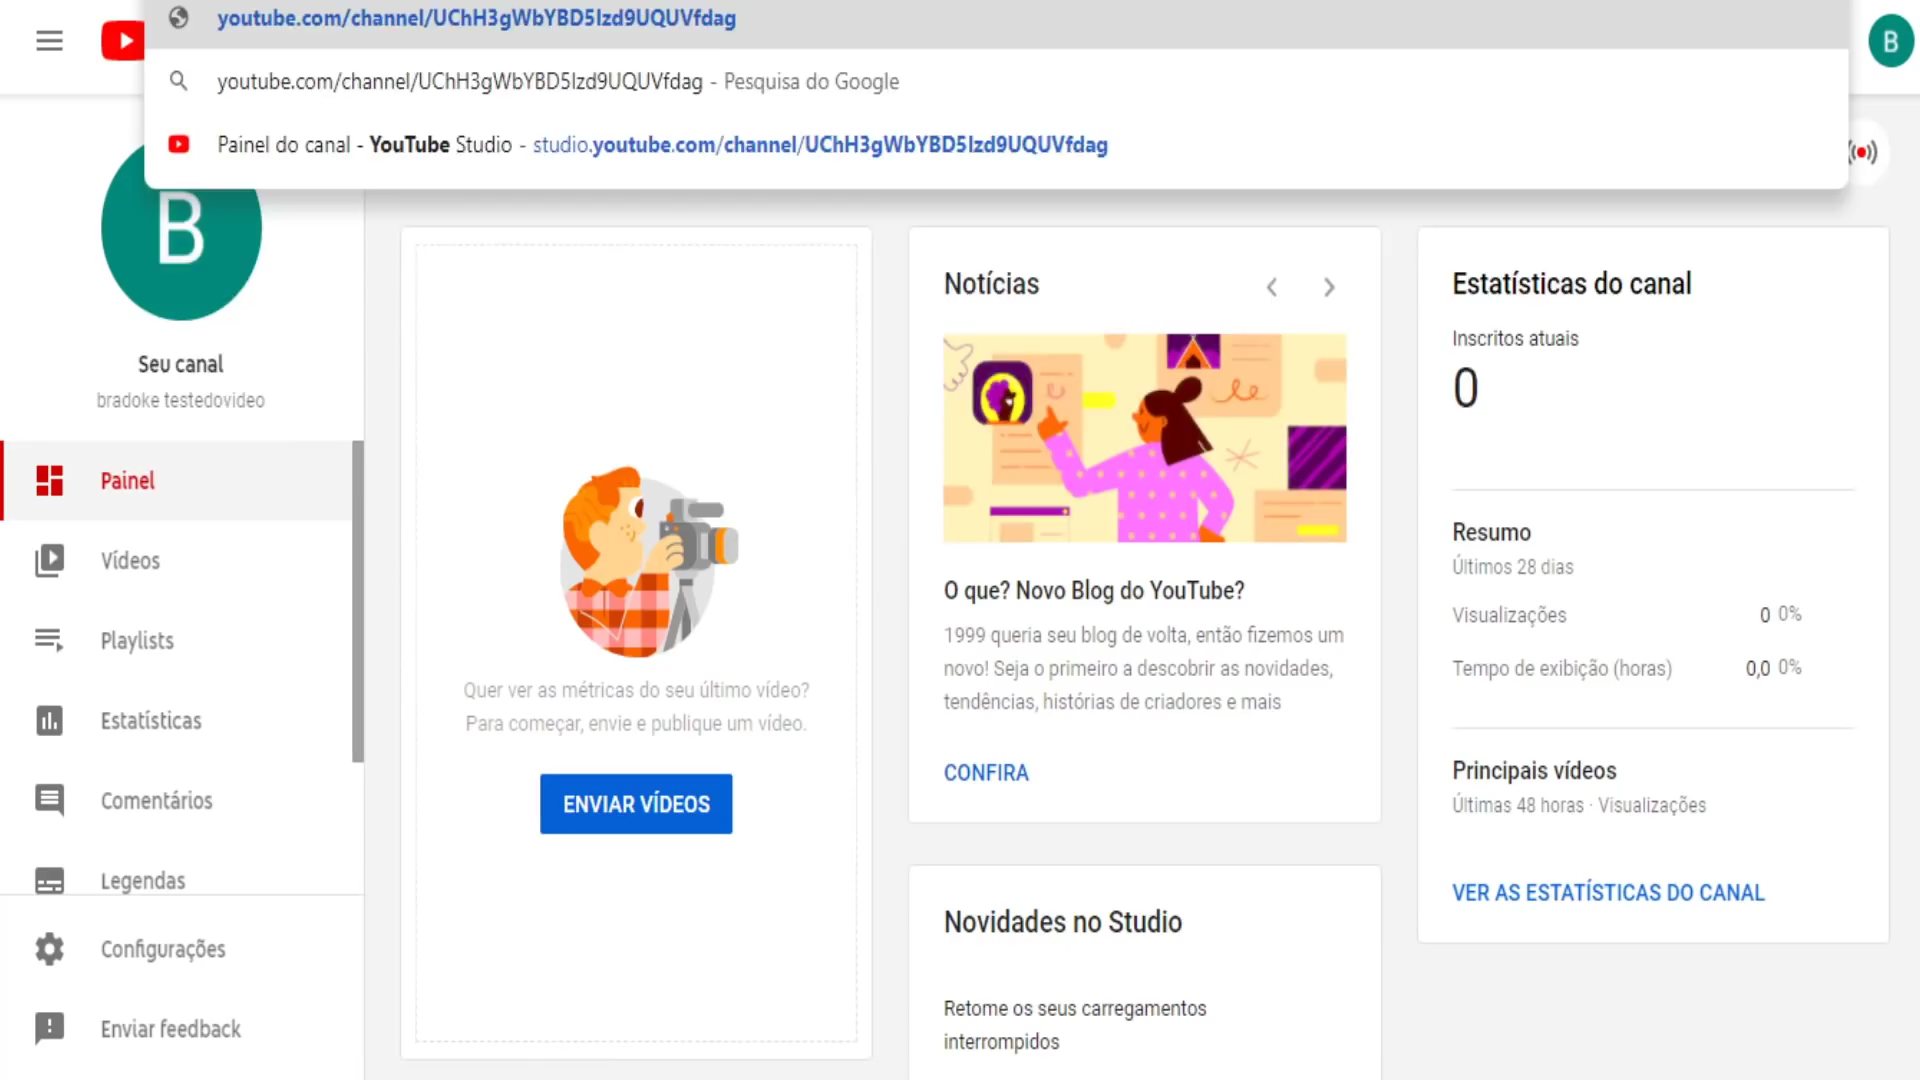 youtube.com/channel/UChH3gWbYBD5Izd9UQUVfdag
youtube.com/channel/UChH3gWbYBD5Izd9UQUVfdag - Pesquisa do Google
Painel do canal - YouTube Studio - studio.youtube.com/channel/UChH3gWbYBD5Izd9UQUVfdag
B
B
Seu canal
bradoke testedovideo
Painel
Vídeos
Playlists
Estatísticas
Comentários
Legendas
Configurações
Enviar feedback
Quer ver as métricas do seu último vídeo?
Para começar, envie e publique um vídeo.
ENVIAR VÍDEOS
Notícias
O que? Novo Blog do YouTube?
1999 queria seu blog de volta, então fizemos um
novo! Seja o primeiro a descobrir as novidades,
tendências, histórias de criadores e mais
CONFIRA
Novidades no Studio
Retome os seus carregamentos
interrompidos
Estatísticas do canal
Inscritos atuais
0
Resumo
Últimos 28 dias
Visualizações 0 0%
Tempo de exibição (horas) 0,0 0%
Principais vídeos
Últimas 48 horas · Visualizações
VER AS ESTATÍSTICAS DO CANAL